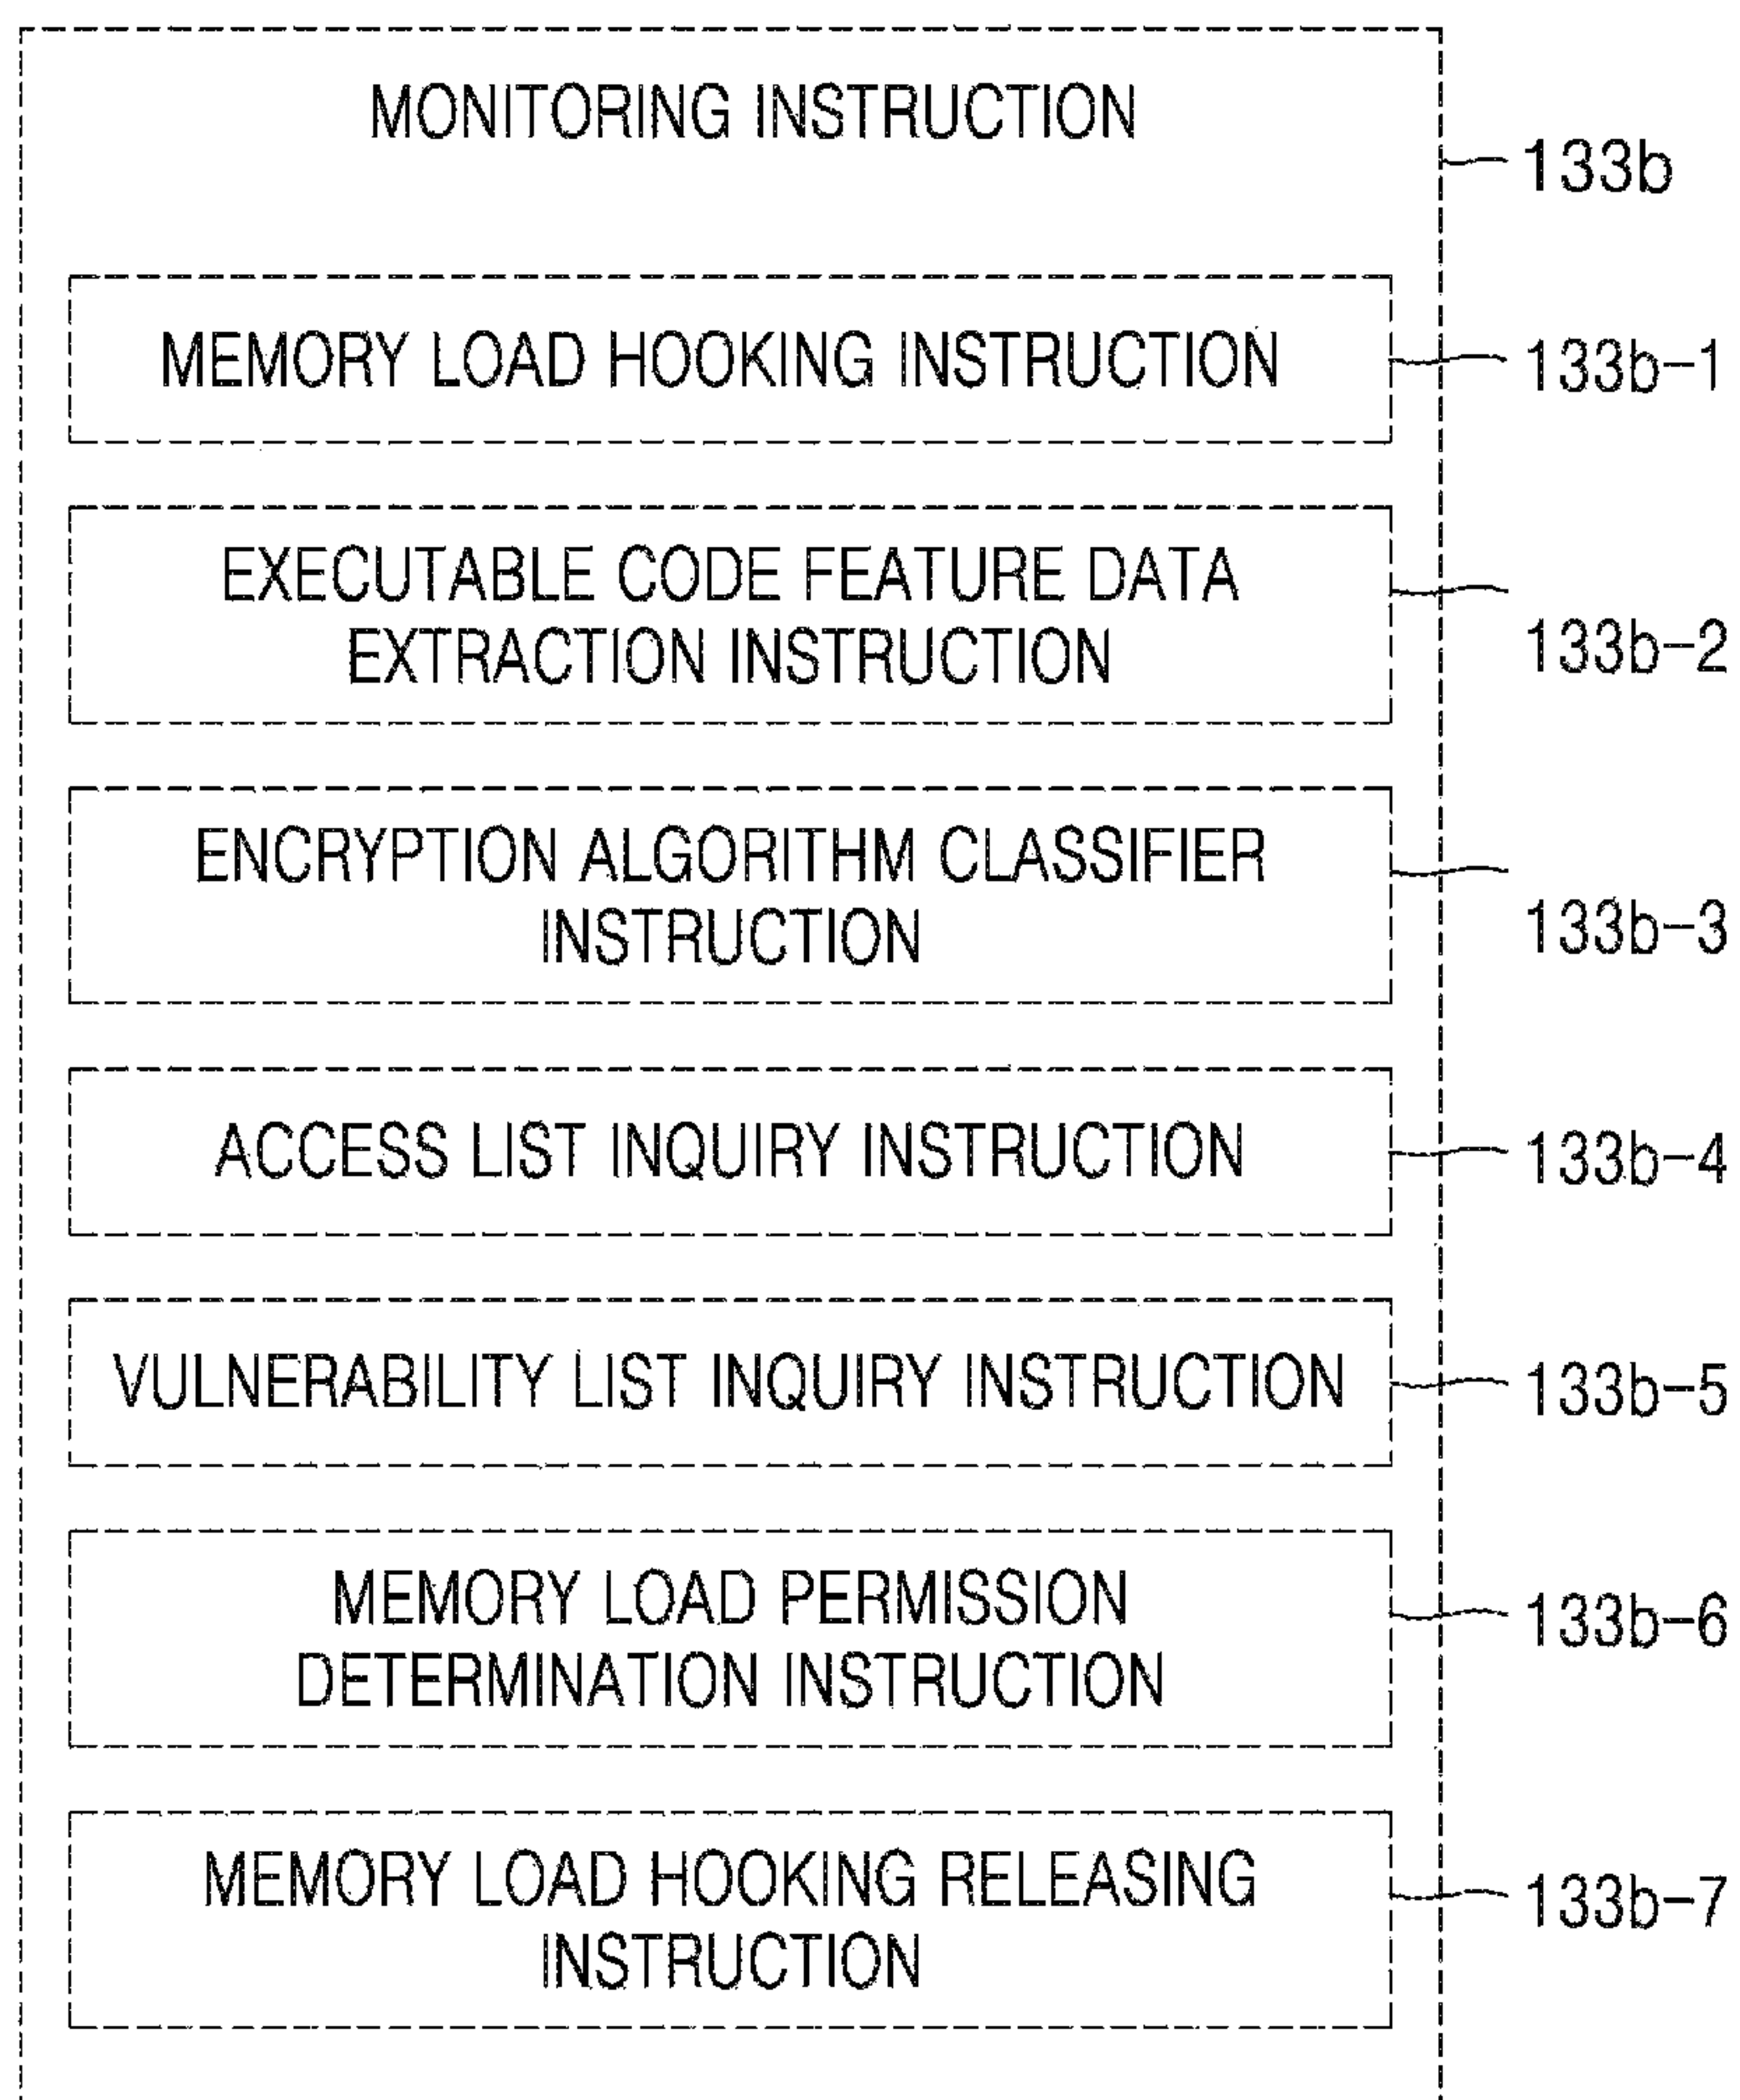 MONITORING INSTRUCTION
133b
MEMORY LOAD HOOKING INSTRUCTION
133b-1
EXECUTABLE CODE FEATURE DATA
EXTRACTION INSTRUCTION
133b-2
ENCRYPTION ALGORITHM CLASSIFIER
INSTRUCTION
133b-3
ACCESS LIST INQUIRY INSTRUCTION
133b-4
VULNERABILITY LIST INQUIRY INSTRUCTION
133b-5
MEMORY LOAD PERMISSION
DETERMINATION INSTRUCTION
133b-6
MEMORY LOAD HOOKING RELEASING
INSTRUCTION
133b-7